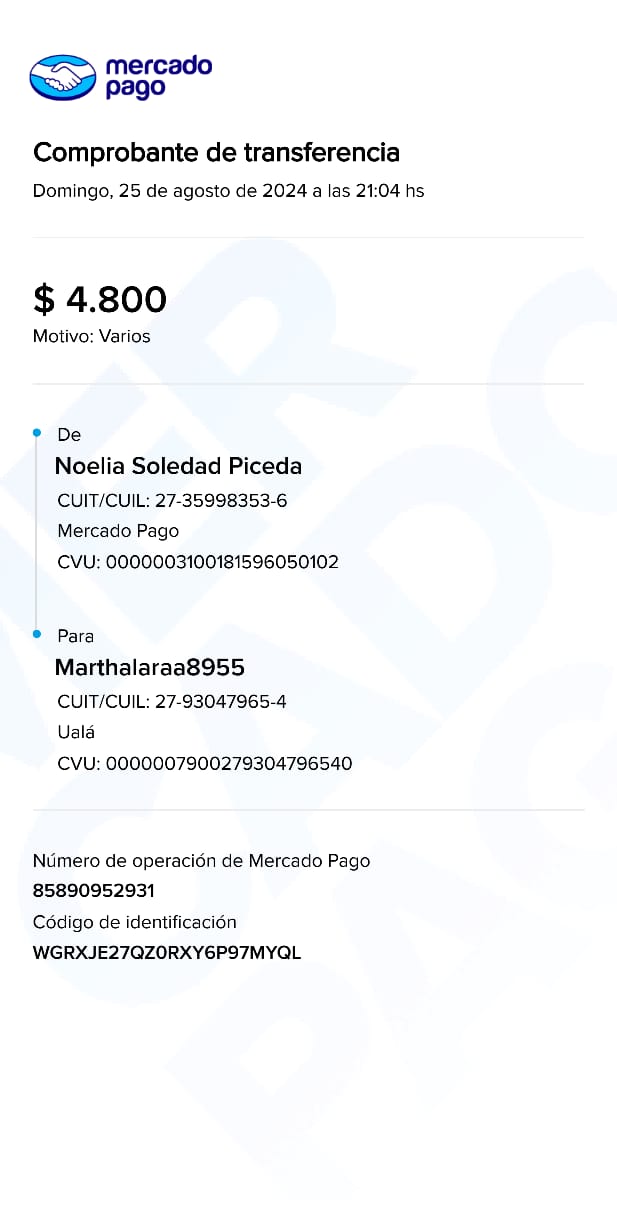 mercado
pago
Comprobante de transferencia
Domingo, 25 de agosto de 2024 a las 21:04 hs
$ 4.800
Motivo: Varios
De
Noelia Soledad Piceda
CUIT/CUIL: 27-35998353-6
Mercado Pago
CVU: 0000003100181596050102
Para
Marthalaraa8955
CUIT/CUIL: 27-93047965-4
Ualá
CVU: 0000007900279304796540
Número de operación de Mercado Pago
85890952931
Código de identificación
WGRXJE27QZ0RXY6P97MYQL